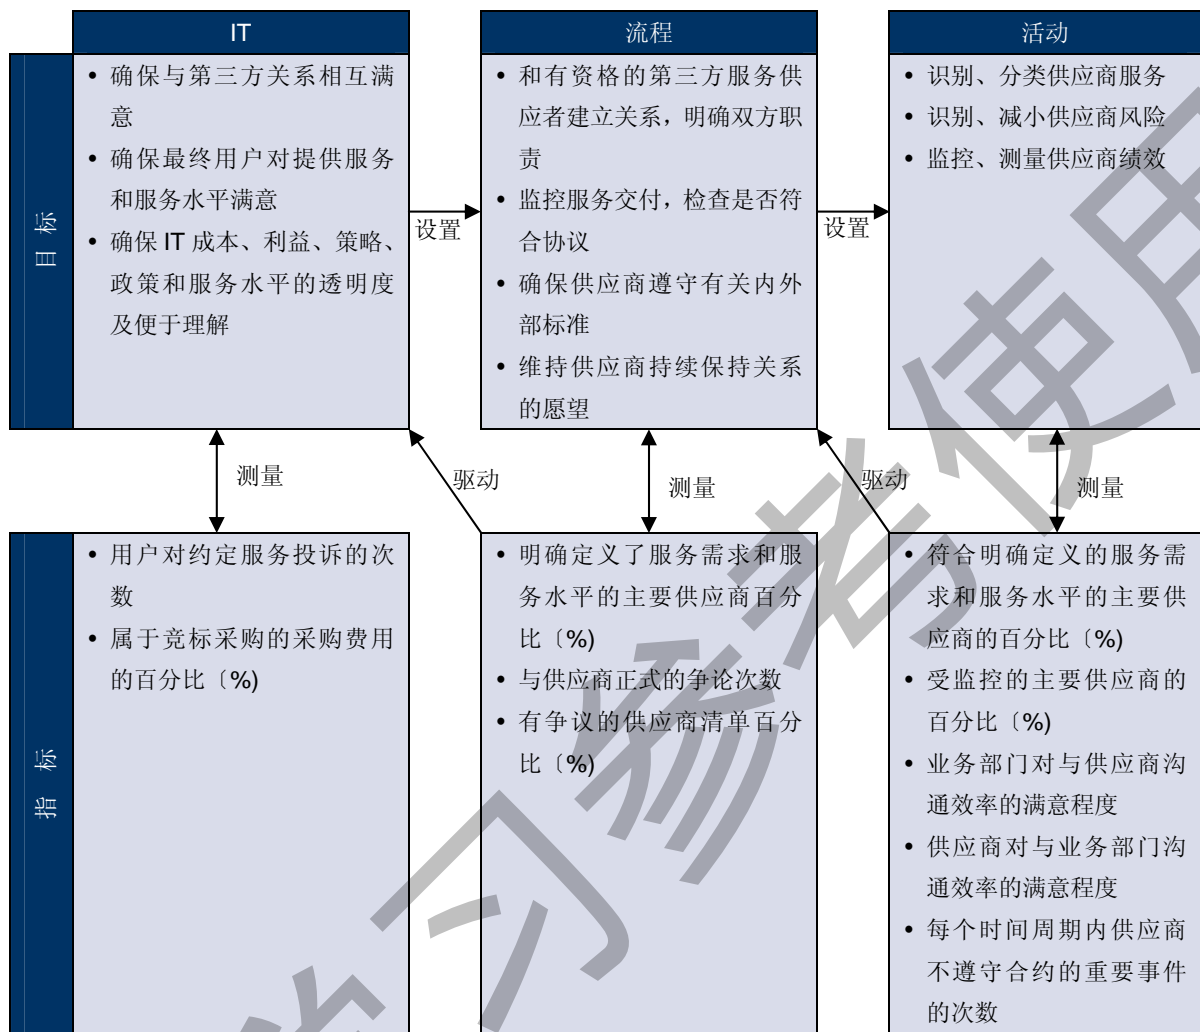 IT
流程
活动
目标
• 确保与第三方关系相互满
意
• 确保最终用户对提供服务
和服务水平满意
• 确保 IT 成本、利益、策略、
政策和服务水平的透明度
及便于理解
• 和有资格的第三方服务供
应者建立关系，明确双方职
责
• 监控服务交付，检查是否符
合协议
• 确保供应商遵守有关内外
部标准
• 维持供应商持续保持关系
的愿望
• 识别、分类供应商服务
• 识别、减小供应商风险
• 监控、测量供应商绩效
设置
设置
测量
驱动
测量
驱动
测量
指标
• 用户对约定服务投诉的次
数
• 属于竞标采购的采购费用
的百分比〔%)
• 明确定义了服务需求和服
务水平的主要供应商百分
比〔%)
• 与供应商正式的争论次数
• 有争议的供应商清单百分
比〔%)
• 符合明确定义的服务需
求和服务水平的主要供
应商的百分比〔%)
• 受监控的主要供应商的
百分比〔%)
• 业务部门对与供应商沟
通效率的满意程度
• 供应商对与业务部门沟
通效率的满意程度
• 每个时间周期内供应商
不遵守合约的重要事件
的次数
习参考使用